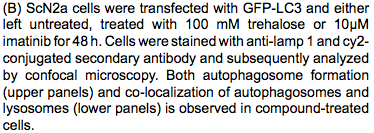 (B) ScN2a cells were transfected with GFP-LC3 and either
left untreated, treated with 100 mM trehalose or 10μM
imatinib for 48 h. Cells were stained with anti-lamp 1 and cy2-
conjugated secondary antibody and subsequently analyzed
by confocal microscopy. Both autophagosome formation
(upper panels) and co-localization of autophagosomes and
lysosomes (lower panels) is observed in compound-treated
cells.